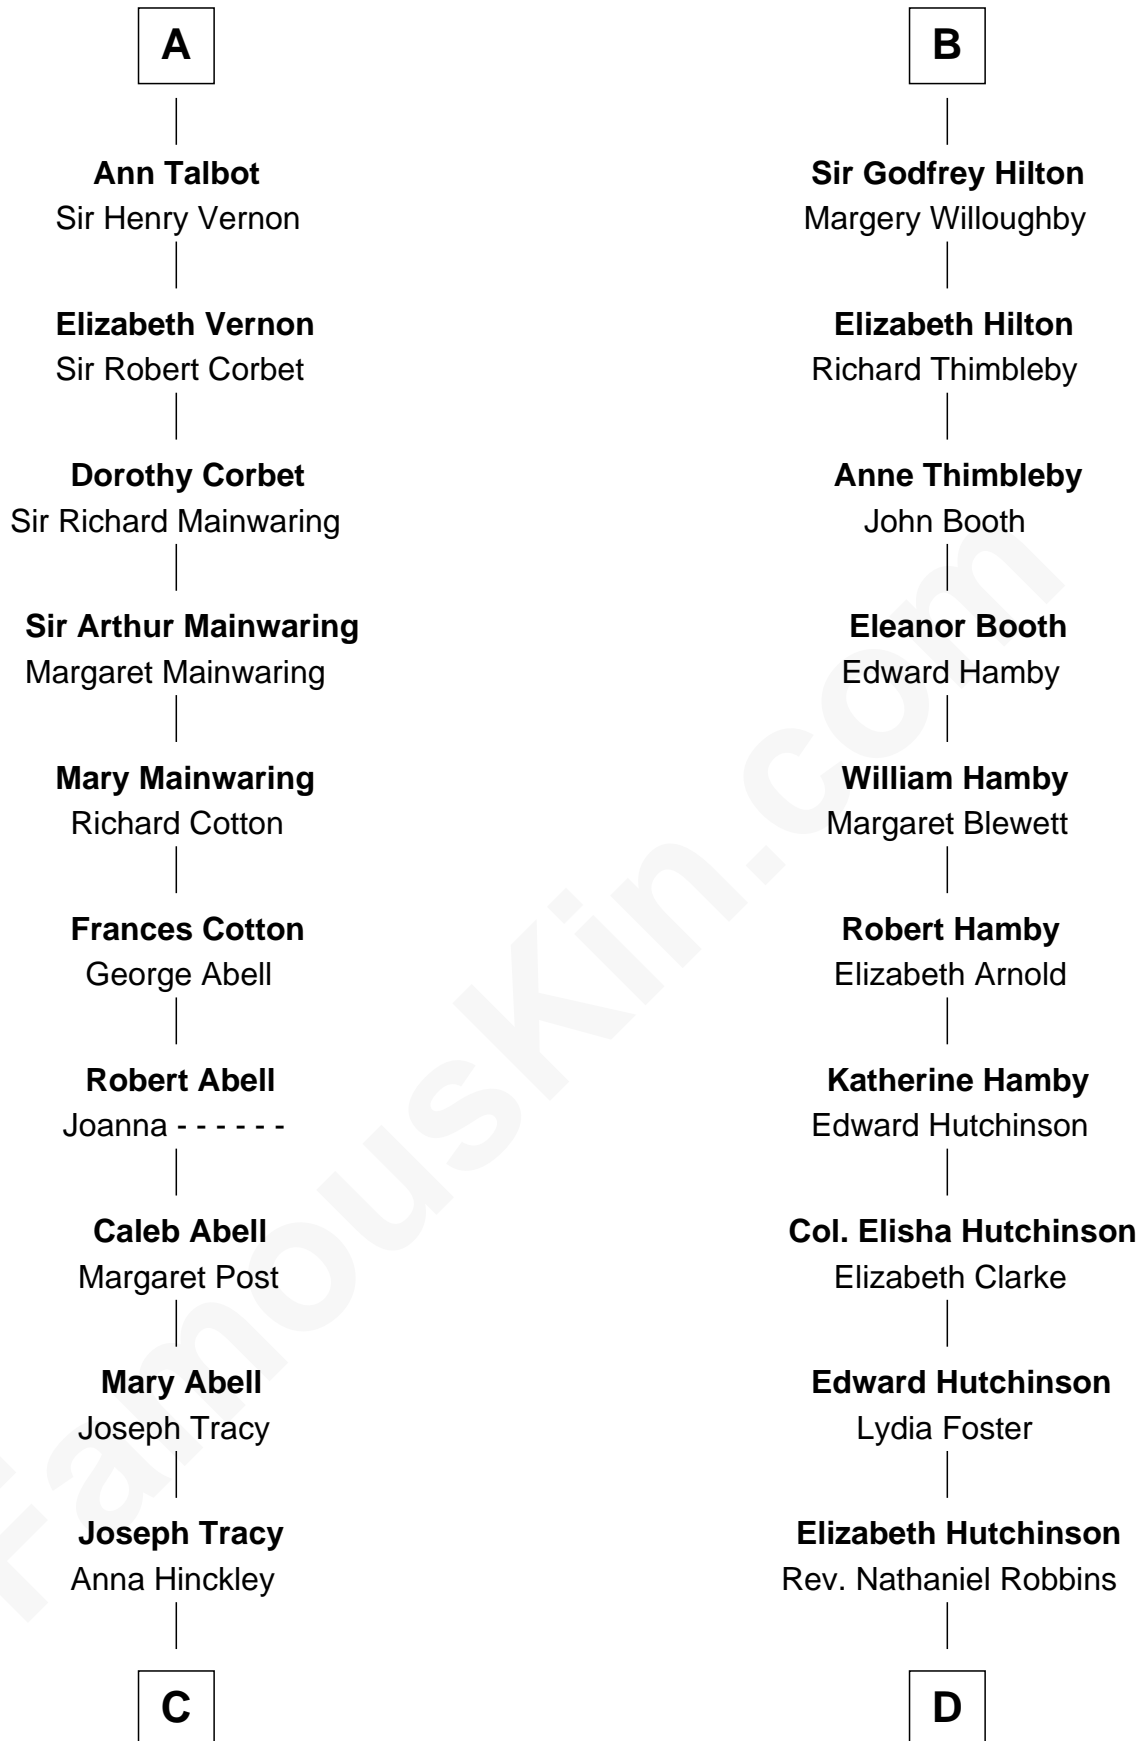 A
Ann Talbot
Sir Henry Vernon
Elizabeth Vernon
Sir Robert Corbet
Dorothy Corbet
Sir Richard Mainwaring
Sir Arthur Mainwaring
Margaret Mainwaring
Mary Mainwaring
Richard Cotton
Frances Cotton
George Abell
Robert Abell
Joanna - - - - - -
Caleb Abell
Margaret Post
Mary Abell
Joseph Tracy
Joseph Tracy
Anna Hinckley
C
B
Sir Godfrey Hilton
Margery Willoughby
Elizabeth Hilton
Richard Thimbleby
Anne Thimbleby
John Booth
Eleanor Booth
Edward Hamby
William Hamby
Margaret Blewett
Robert Hamby
Elizabeth Arnold
Katherine Hamby
Edward Hutchinson
Col. Elisha Hutchinson
Elizabeth Clarke
Edward Hutchinson
Lydia Foster
Elizabeth Hutchinson
Rev. Nathaniel Robbins
D
FamousKin.com